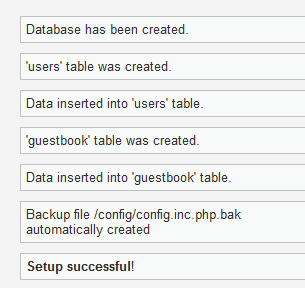 Database has been created.
'users' table was created.
Data inserted into 'users' table.
'guestbook' table was created.
Data inserted into 'guestbook' table.
Backup file /config/config.inc.php.bak
automatically created
Setup successful!